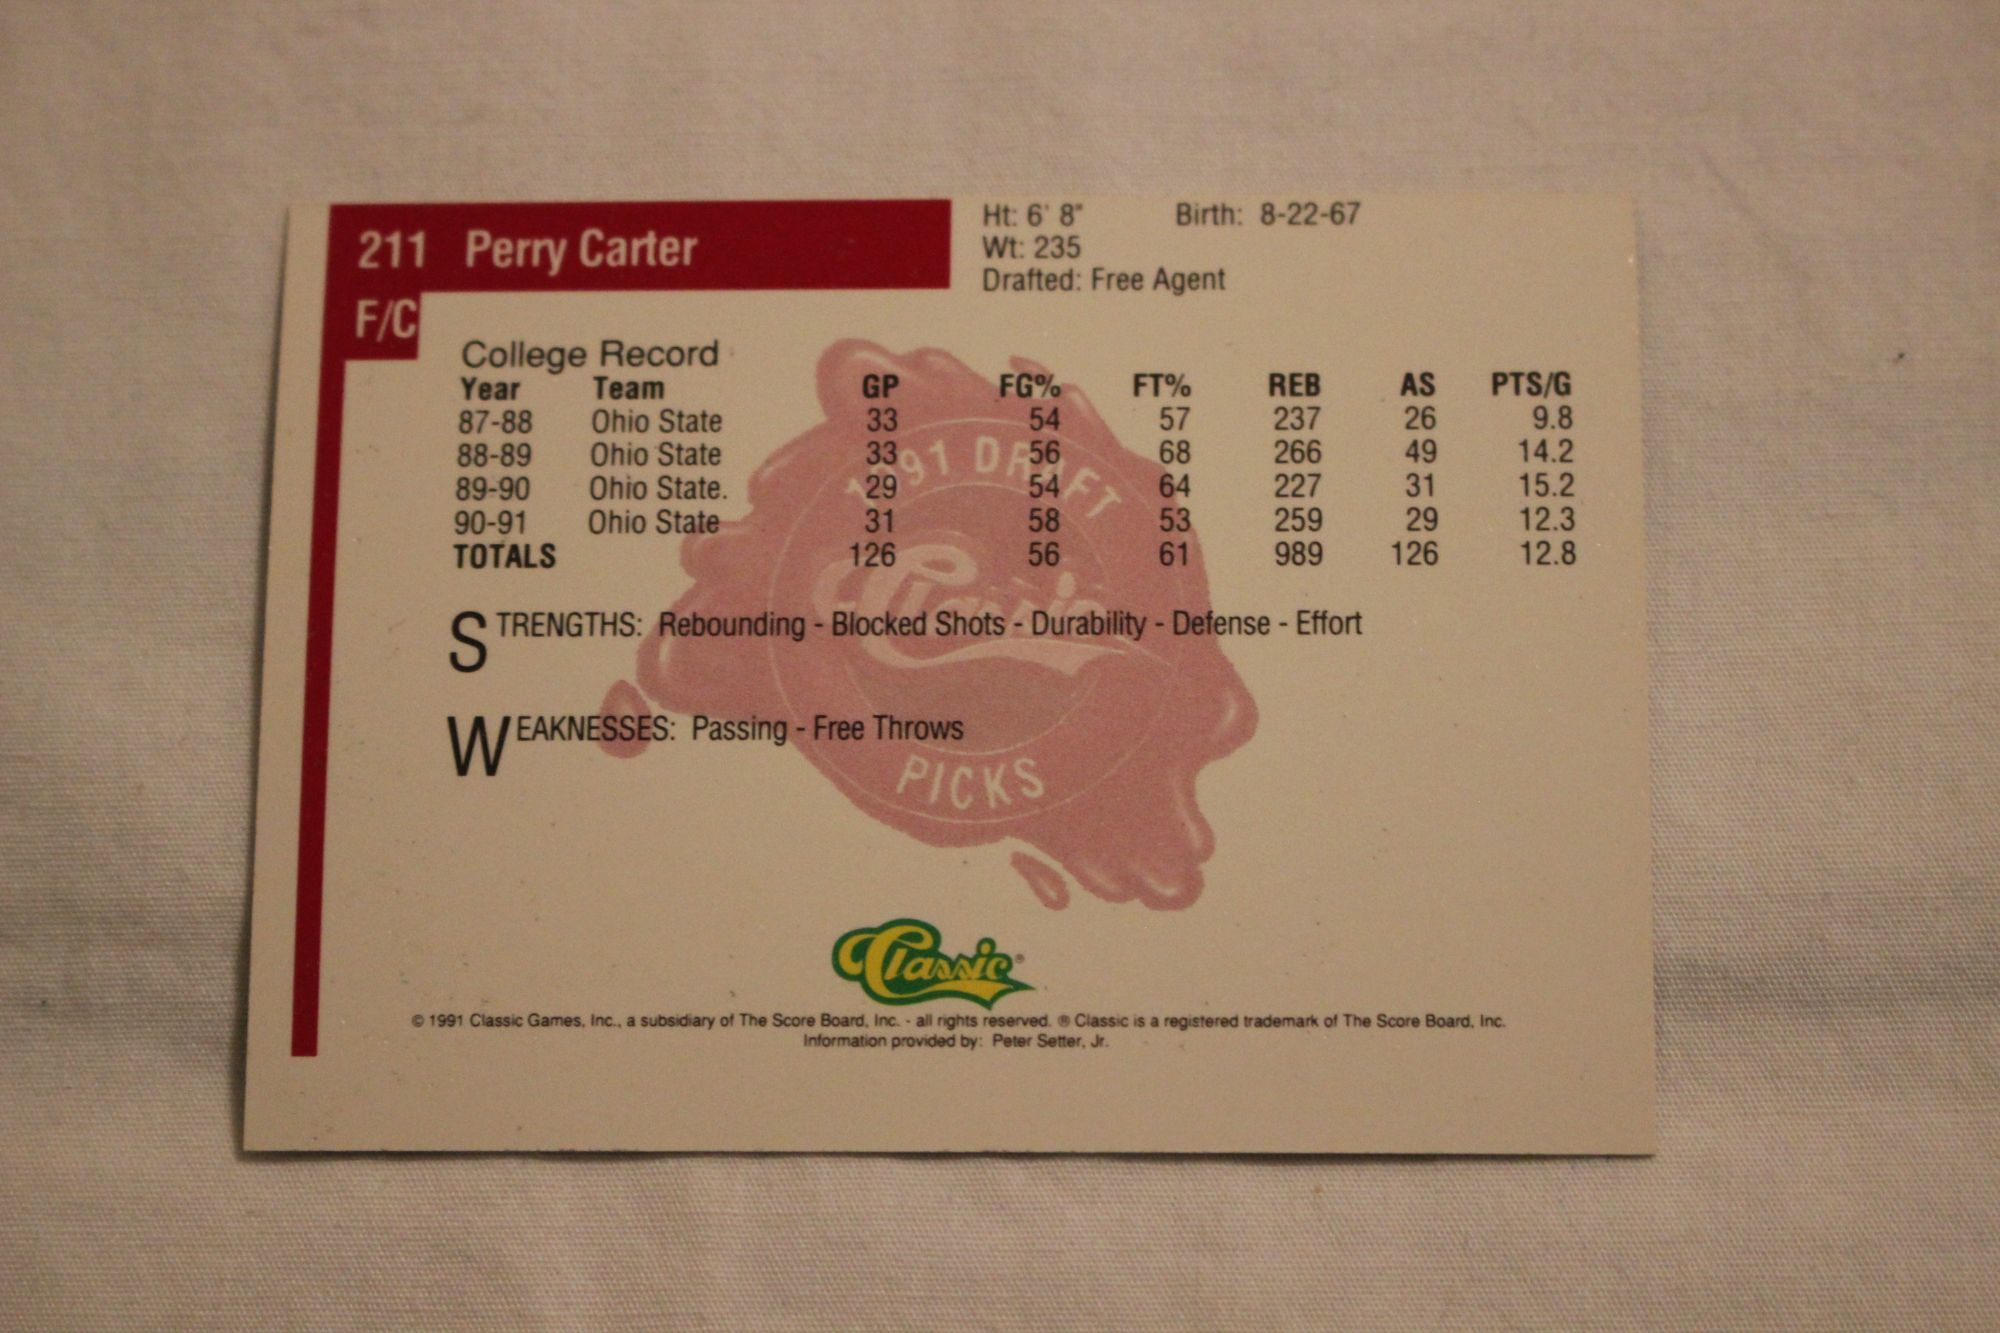 211 Perry Carter
F/C
Ht: 6' 8" Birth: 8-22-67
Wt: 235
Drafted: Free Agent
College Record
Year Team GP FG% FT% REB AS PTS/G
87-88 Ohio State 33 54 57 237 26 9.8
88-89 Ohio State 33 56 68 266 49 14.2
89-90 Ohio State. 29 54 64 227 31 15.2
90-91 Ohio State 31 58 53 259 29 12.3
TOTALS 126 56 61 989 126 12.8
STRENGTHS: Rebounding - Blocked Shots - Durability - Defense - Effort
WEAKNESSES: Passing - Free Throws
1991 DRAFT
Classic
PICKS
Classic®
© 1991 Classic Games, Inc., a subsidiary of The Score Board, Inc. - all rights reserved. ® Classic is a registered trademark of The Score Board, Inc.
Information provided by: Peter Setter, Jr.